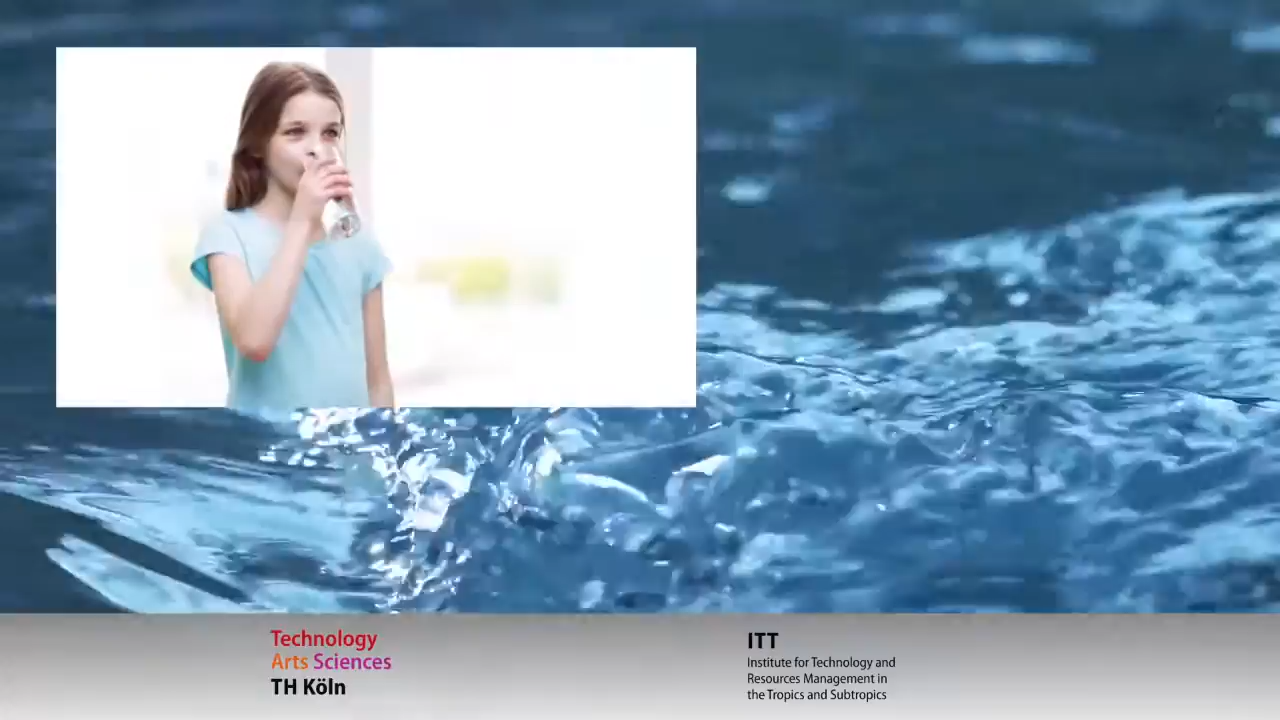 Technology
Arts Sciences
TH Köln
ITT
Institute for Technology and
Resources Management in
the Tropics and Subtropics